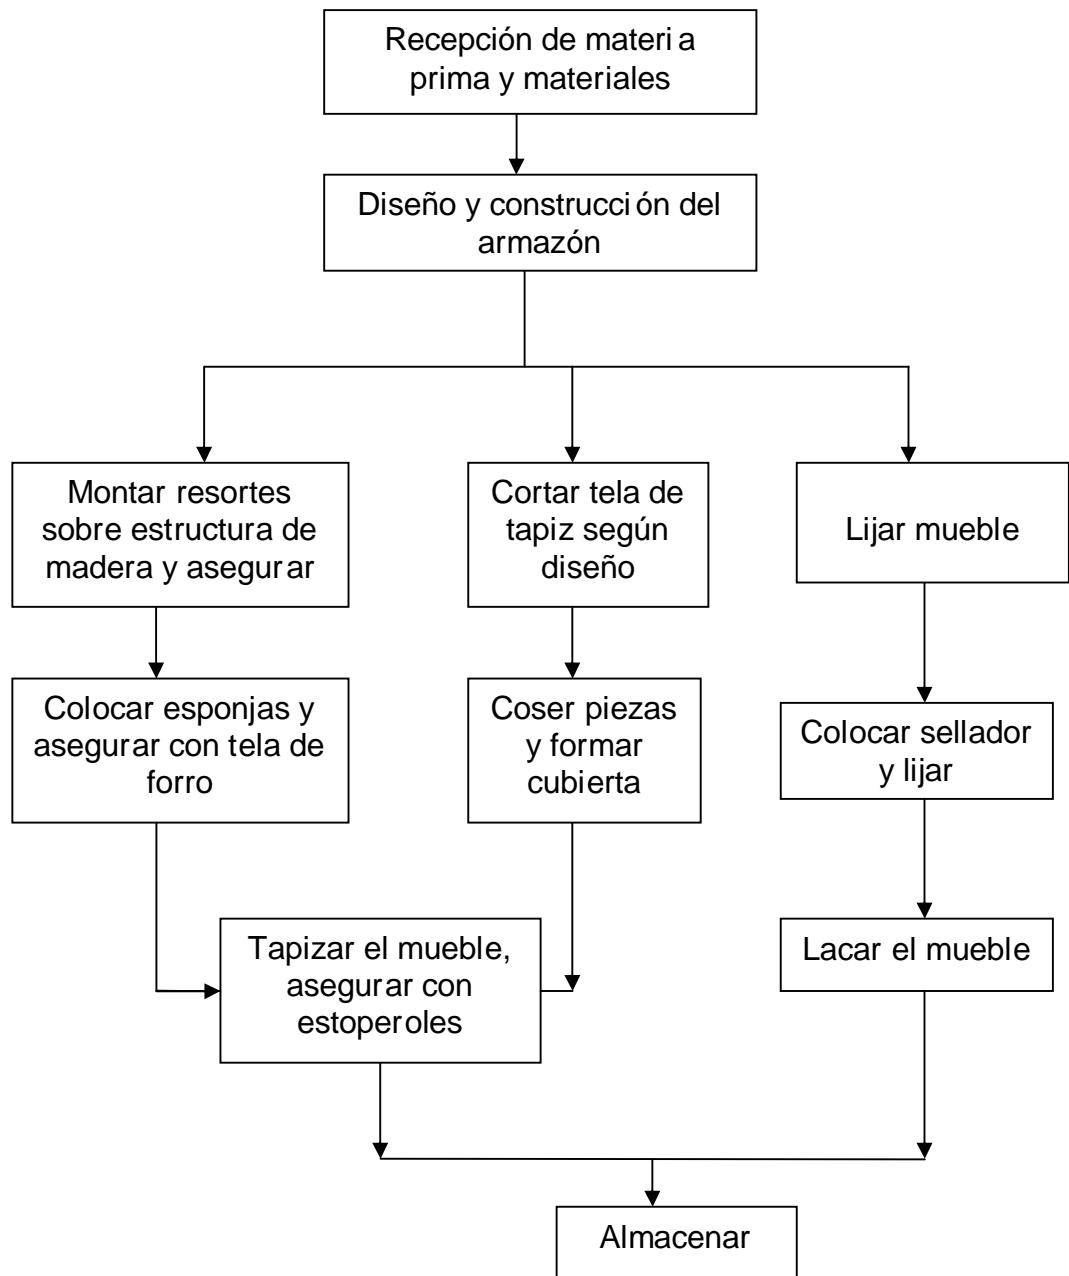 Recepción de materia
prima y materiales
Diseño y construcción del
armazón
Montar resortes
sobre estructura de
madera y asegurar
Cortar tela de
tapiz según
diseño
Lijar mueble
Colocar esponjas y
asegurar con tela de
forro
Coser piezas
y formar
cubierta
Colocar sellador
y lijar
Tapizar el mueble,
asegurar con
estoperoles
Lacar el mueble
Almacenar